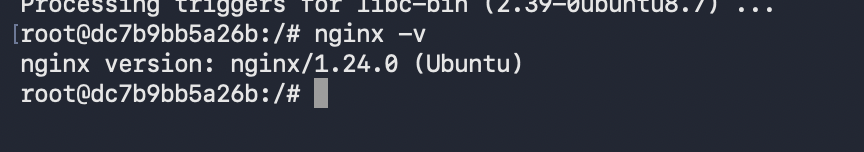 Processing triggers for libc-bin (2.39-0ubuntu8.7) ...
[root@dc7b9bb5a26b:/# nginx -v
nginx version: nginx/1.24.0 (Ubuntu)
root@dc7b9bb5a26b:/#